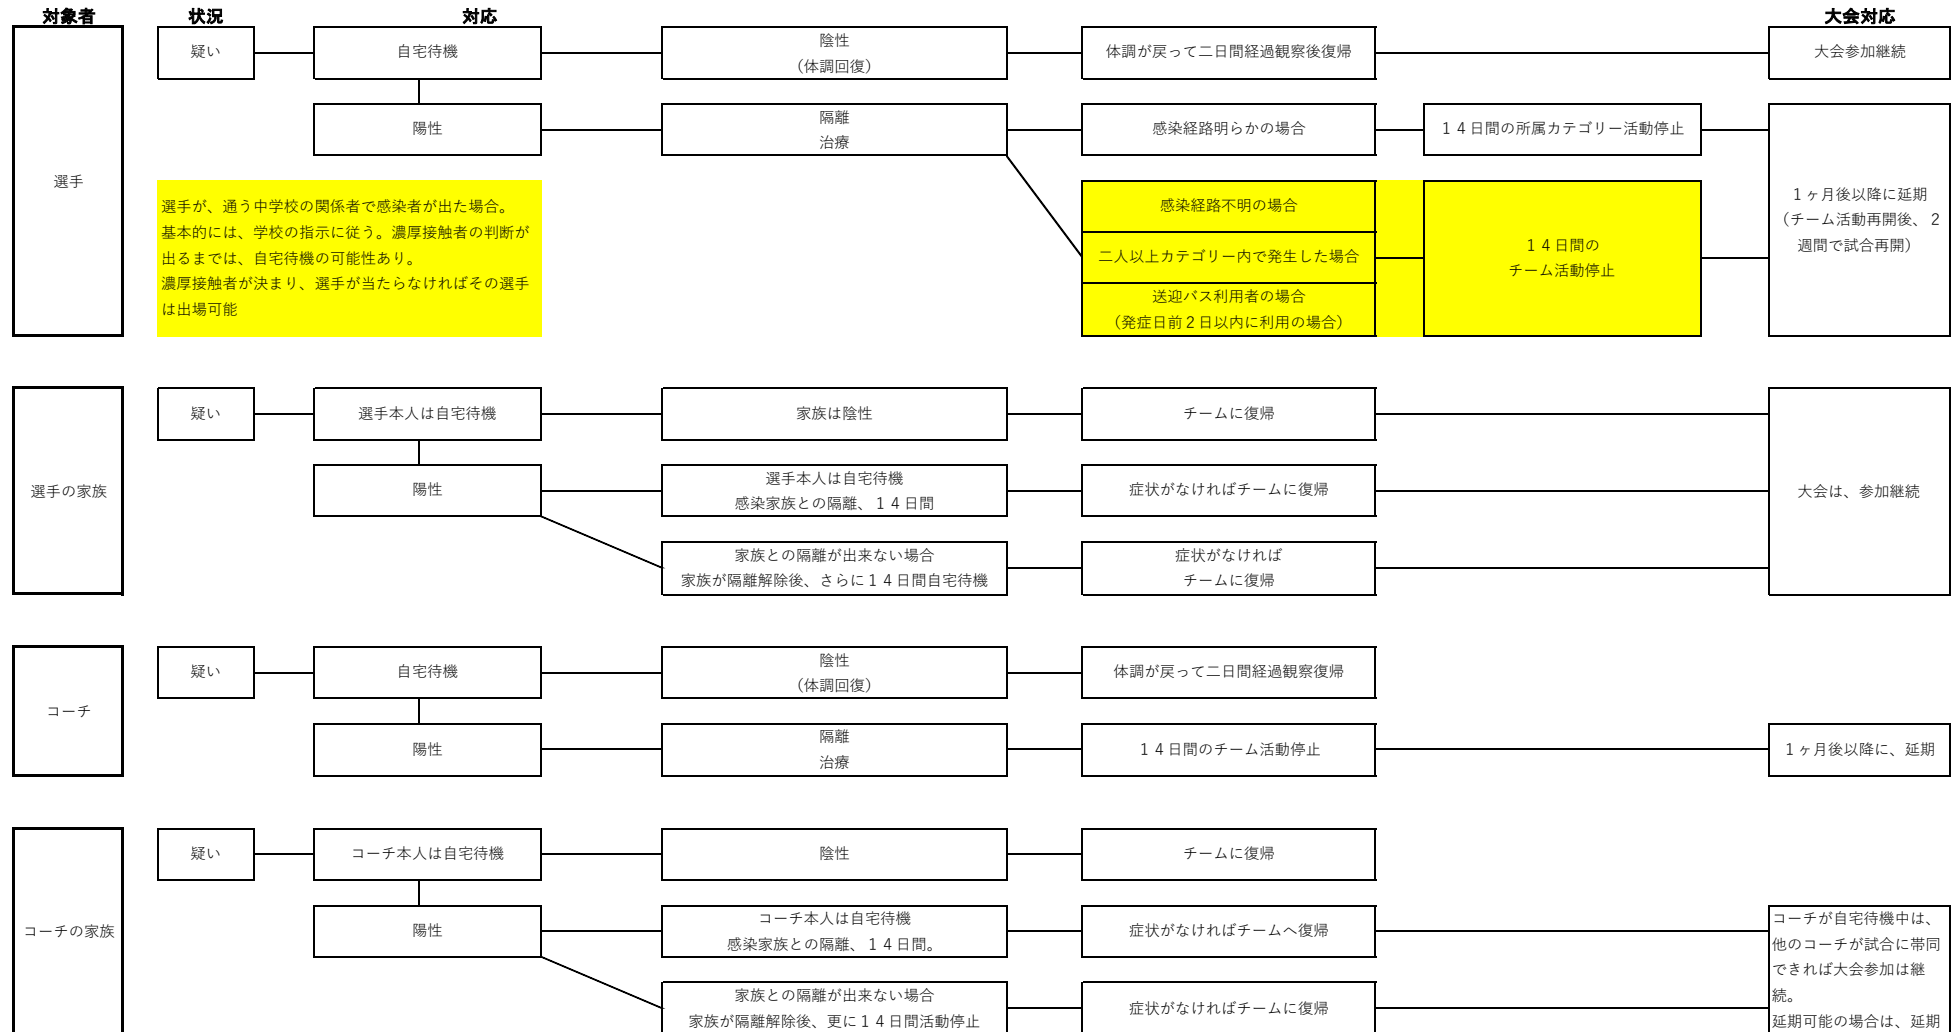 対象者 状況 対応 大会対応
選手
疑い
自宅待機
陰性
（体調回復）
体調が戻って二日間経過観察後復帰
大会参加継続
陽性
隔離
治療
感染経路明らかの場合
１４日間の所属カテゴリー活動停止
選手が、通う中学校の関係者で感染者が出た場合。
基本的には、学校の指示に従う。濃厚接触者の判断が
出るまでは、自宅待機の可能性あり。
濃厚接触者が決まり、選手が当たらなければその選手
は出場可能
感染経路不明の場合
二人以上カテゴリー内で発生した場合
送迎バス利用者の場合
（発症日前２日以内に利用の場合）
１４日間の
チーム活動停止
１ヶ月後以降に延期
（チーム活動再開後、２
週間で試合再開）
選手の家族
疑い
選手本人は自宅待機
家族は陰性
チームに復帰
陽性
選手本人は自宅待機
感染家族との隔離、１４日間
症状がなければチームに復帰
家族との隔離が出来ない場合
家族が隔離解除後、さらに１４日間自宅待機
症状がなければ
チームに復帰
大会は、参加継続
コーチ
疑い
自宅待機
陰性
（体調回復）
体調が戻って二日間経過観察復帰
陽性
隔離
治療
１４日間のチーム活動停止
１ヶ月後以降に、延期
コーチの家族
疑い
コーチ本人は自宅待機
陰性
チームに復帰
陽性
コーチ本人は自宅待機
感染家族との隔離、１４日間。
症状がなければチームへ復帰
家族との隔離が出来ない場合
家族が隔離解除後、更に１４日間活動停止
症状がなければチームに復帰
コーチが自宅待機中は、
他のコーチが試合に帯同
できれば大会参加は継
続。
延期可能の場合は、延期